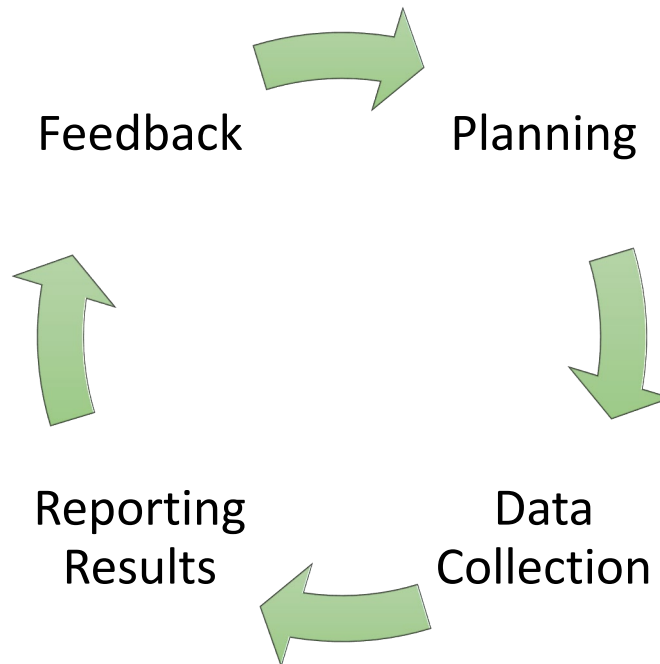 Feedback
Planning
Reporting
Results
Data
Collection